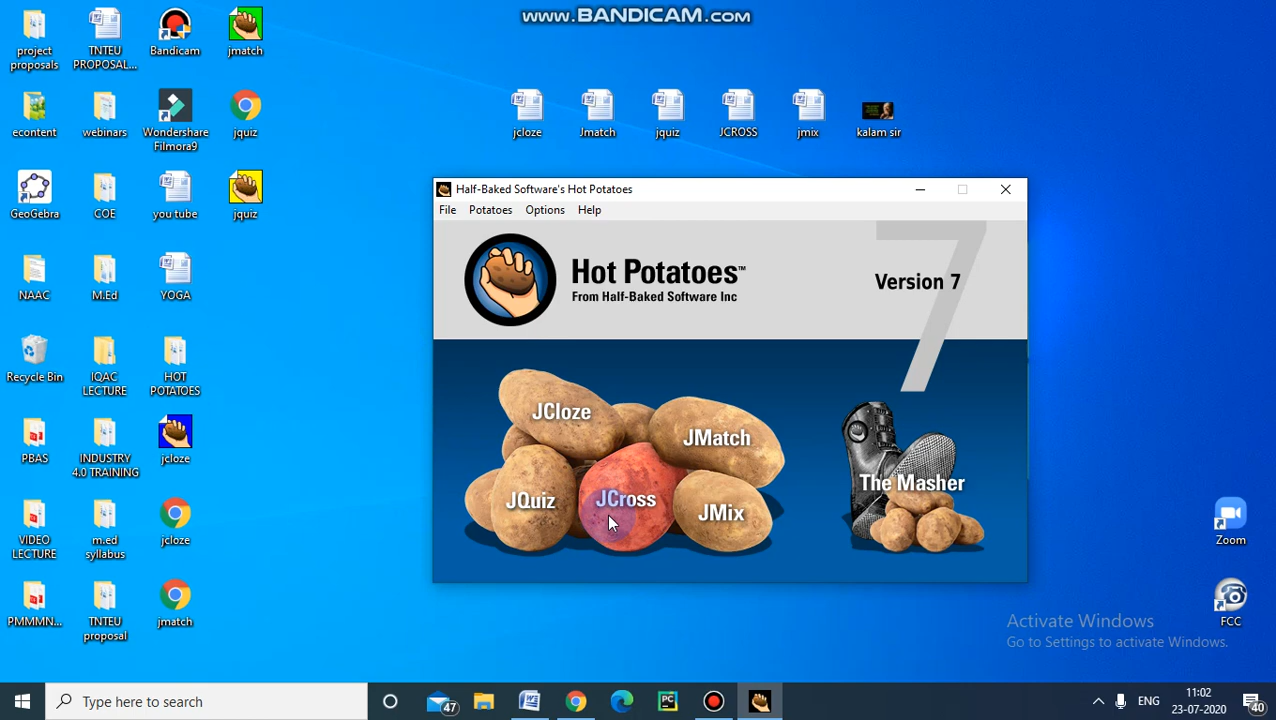 www.BANDICAM.com
project
proposals
TNTEU
PROPOSAL...
Bandicam
jmatch
econtent
webinars
Wondershare
Filmora9
jquiz
jcloze
Jmatch
jquiz
JCROSS
jmix
kalam sir
GeoGebra
COE
you tube
jquiz
NAAC
M.Ed
YOGA
Recycle Bin
IQAC
LECTURE
HOT
POTATOES
PBAS
INDUSTRY
4.0 TRAINING
jcloze
VIDEO
LECTURE
m.ed
syllabus
jcloze
PMMMN...
TNTEU
proposal
jmatch
Half-Baked Software's Hot Potatoes
File Potatoes Options Help
Hot Potatoes™
From Half-Baked Software Inc
7
Version 7
JCloze
JMatch
JQuiz
JCross
JMix
The Masher
Zoom
FCC
Activate Windows
Go to Settings to activate Windows.
Type here to search
47
ENG
11:02
23-07-2020
40